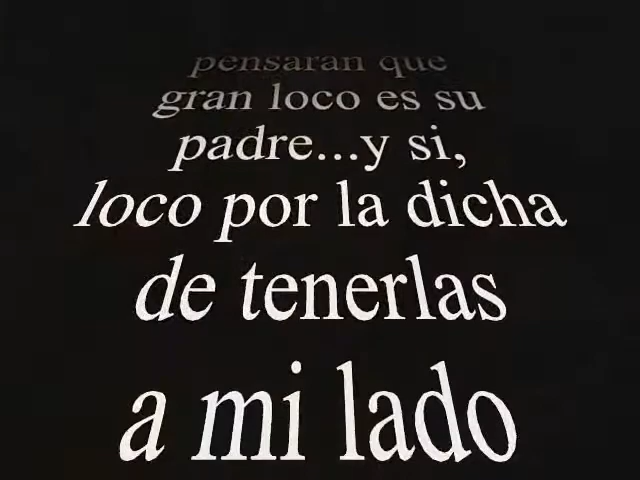 pensaran que
gran loco es su
padre...y si,
loco por la dicha
de tenerlas
a mi lado